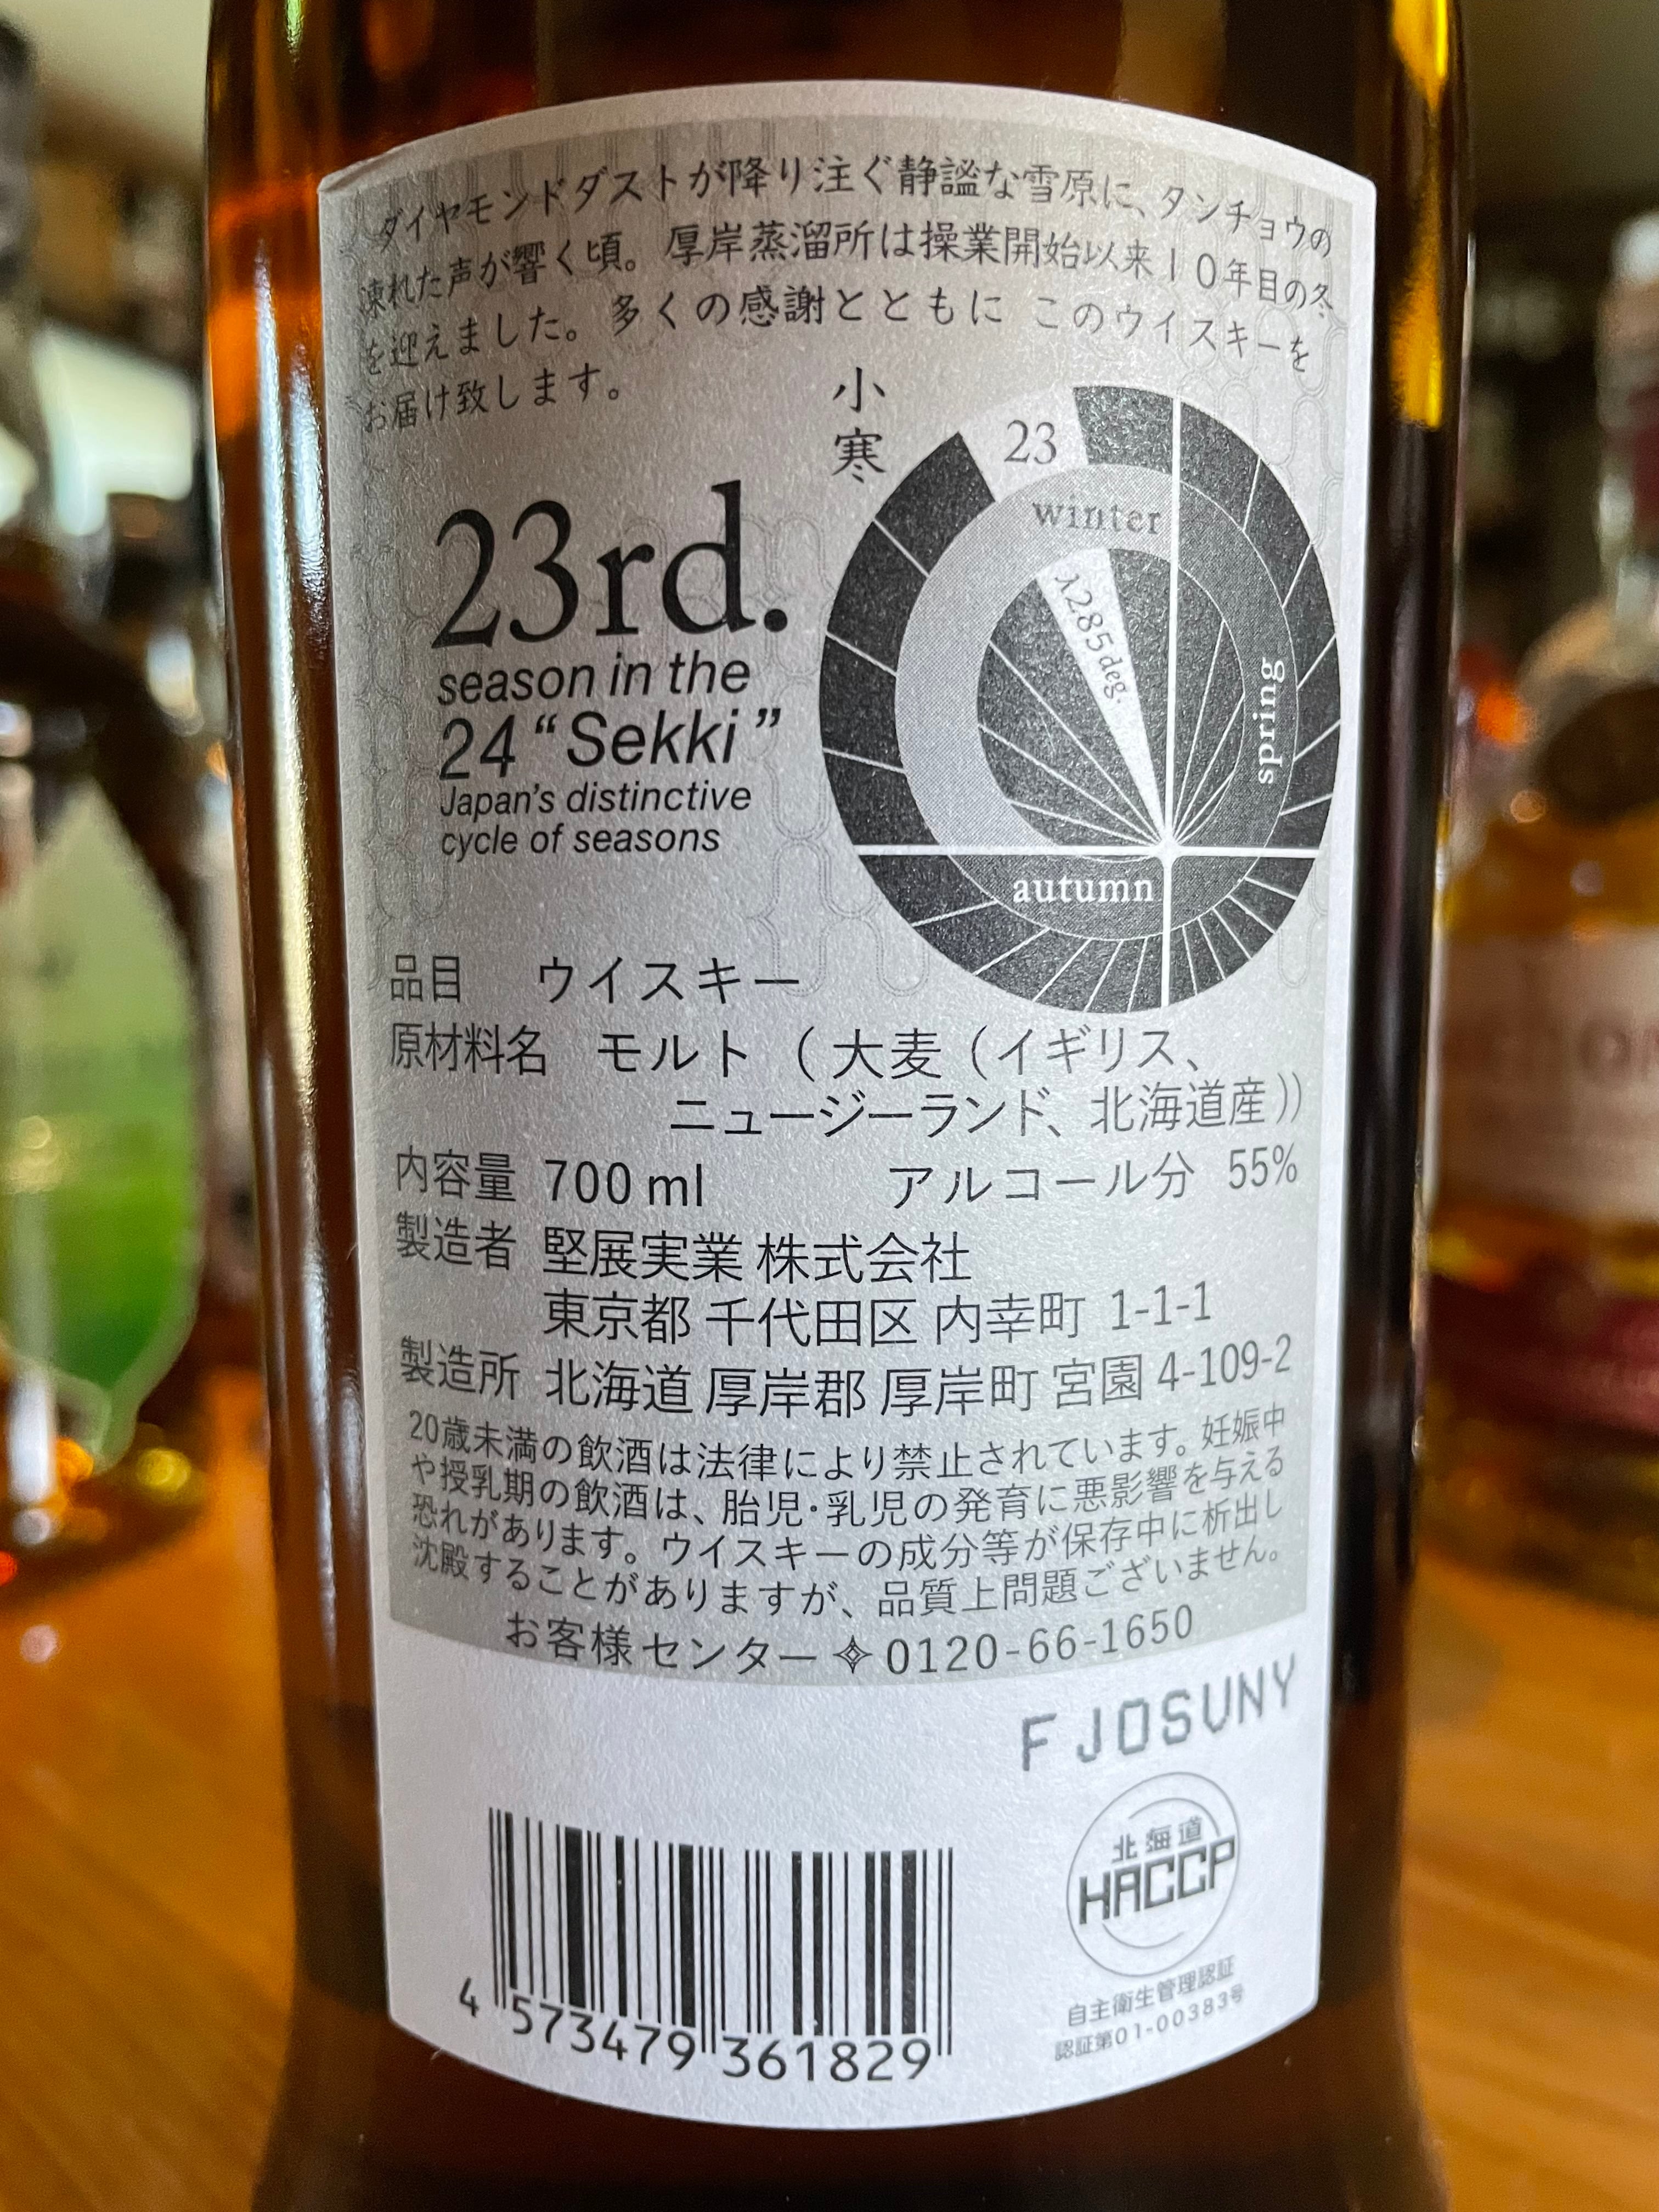 ダイヤモンドダストが降り注ぐ静謐な雪原に、タンチョウの
凍れた声が響く頃。厚岸蒸溜所は操業開始以来10年目の冬
を迎えました。多くの感謝とともに このウイスキーを
お届け致します。
小寒
23
winter
λ285deg.
spring
autumn
23rd.
season in the
24 “Sekki”
Japan's distinctive
cycle of seasons
品目 ウイスキー
原材料名 モルト(大麦(イギリス、
ニュージーランド、北海道産))
内容量 700 ml アルコール分 55%
製造者 堅展実業 株式会社
東京都 千代田区 内幸町 1-1-1
製造所 北海道 厚岸郡 厚岸町 宮園 4-109-2
20歳未満の飲酒は法律により禁止されています。妊娠中
や授乳期の飲酒は、胎児・乳児の発育に悪影響を与える
恐れがあります。ウイスキーの成分等が保存中に析出し
沈殿することがありますが、品質上問題ございません。
お客様センター✧0120-66-1650
F JOSUNY
北海道
HACCP
自主衛生管理認証
認証第01-00383号
4 573479 361829